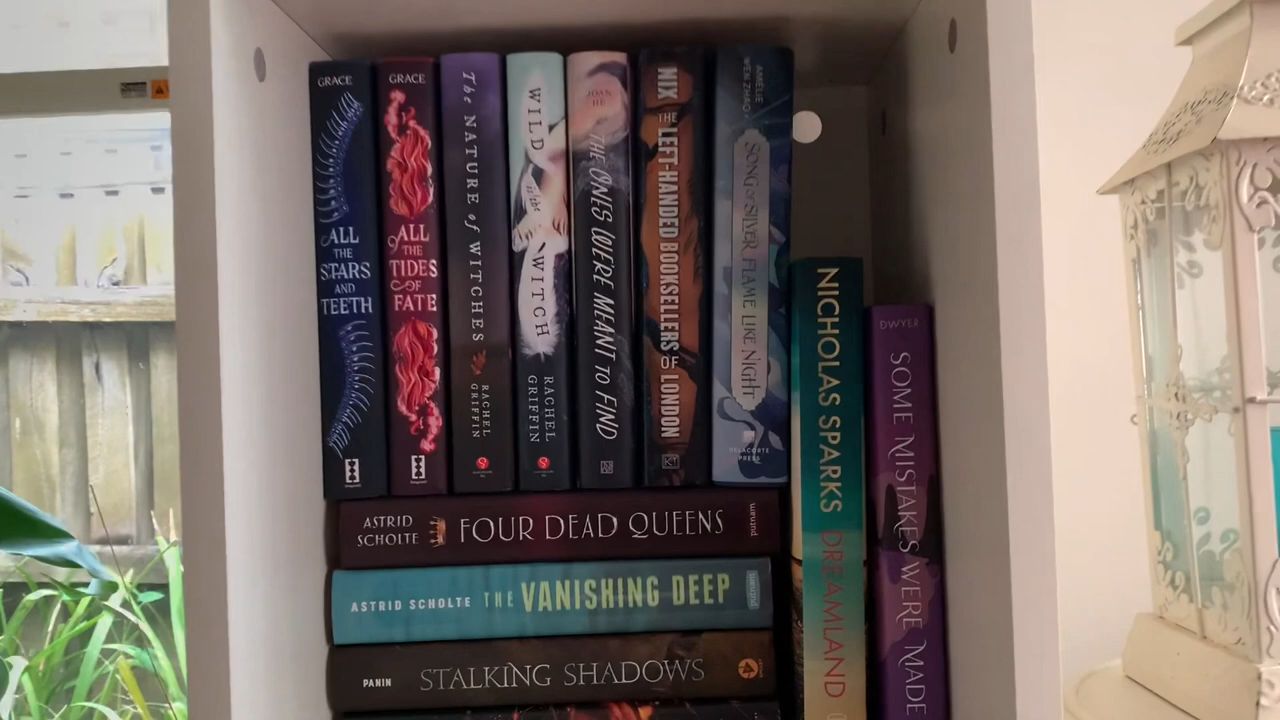 GRACE
ALL
THE
STARS
AND
TEETH
GRACE
ALL
THE
TIDES
OF
FATE
The NATURE of WITCHES
RACHEL
GRIFFIN
WILD
is the
WITCH
RACHEL
GRIFFIN
JOAN
HE
THE ONES WE'RE MEANT TO FIND
NIX
THE LEFT-HANDED BOOKSELLERS OF LONDON
KT
AMÉLIE
WEN ZHAO
SONG of SILVER, FLAME LIKE NIGHT
DELACORTE
PRESS
NICHOLAS SPARKS DREAMLAND
DWYER
SOME MISTAKES WERE MADE
ASTRID
SCHOLTE
FOUR DEAD QUEENS
putnam
ASTRID SCHOLTE THE VANISHING DEEP
putnam
PANIN
STALKING SHADOWS